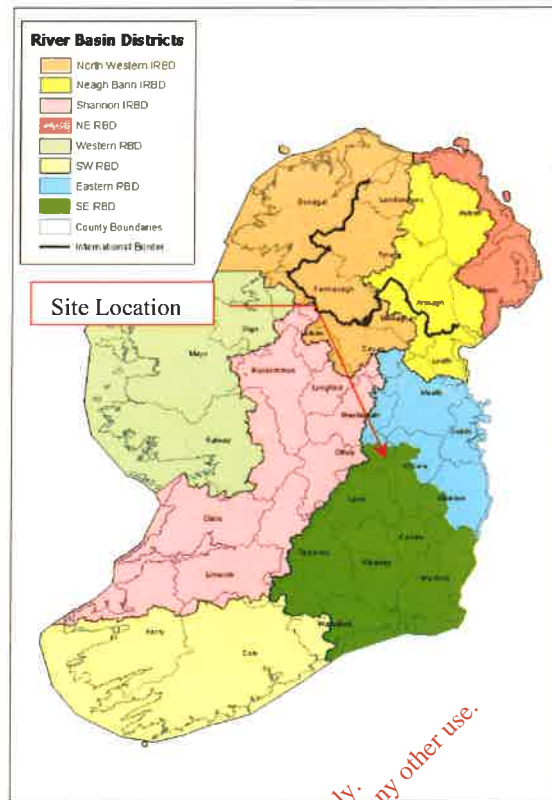 River Basin Districts
North Western IRBD
Neagh Bann IRBD
Shannon IRBD
NE RBD
Western RBD
SW RBD
Eastern RBD
SE RBD
County Boundaries
International Border
Site Location
Donegal
Londonderry
Antrim
Tyrone
Fermanagh
Armagh
Sligo
Cavan
Louth
Mayo
Roscommon
Longford
Meath
Westmeath
Galway
Dublin
Offaly
Kildare
Laois
Wicklow
Clare
Carlow
Tipperary
Kilkenny
Limerick
Wexford
Waterford
Kerry
Cork
ly.
ny other use.